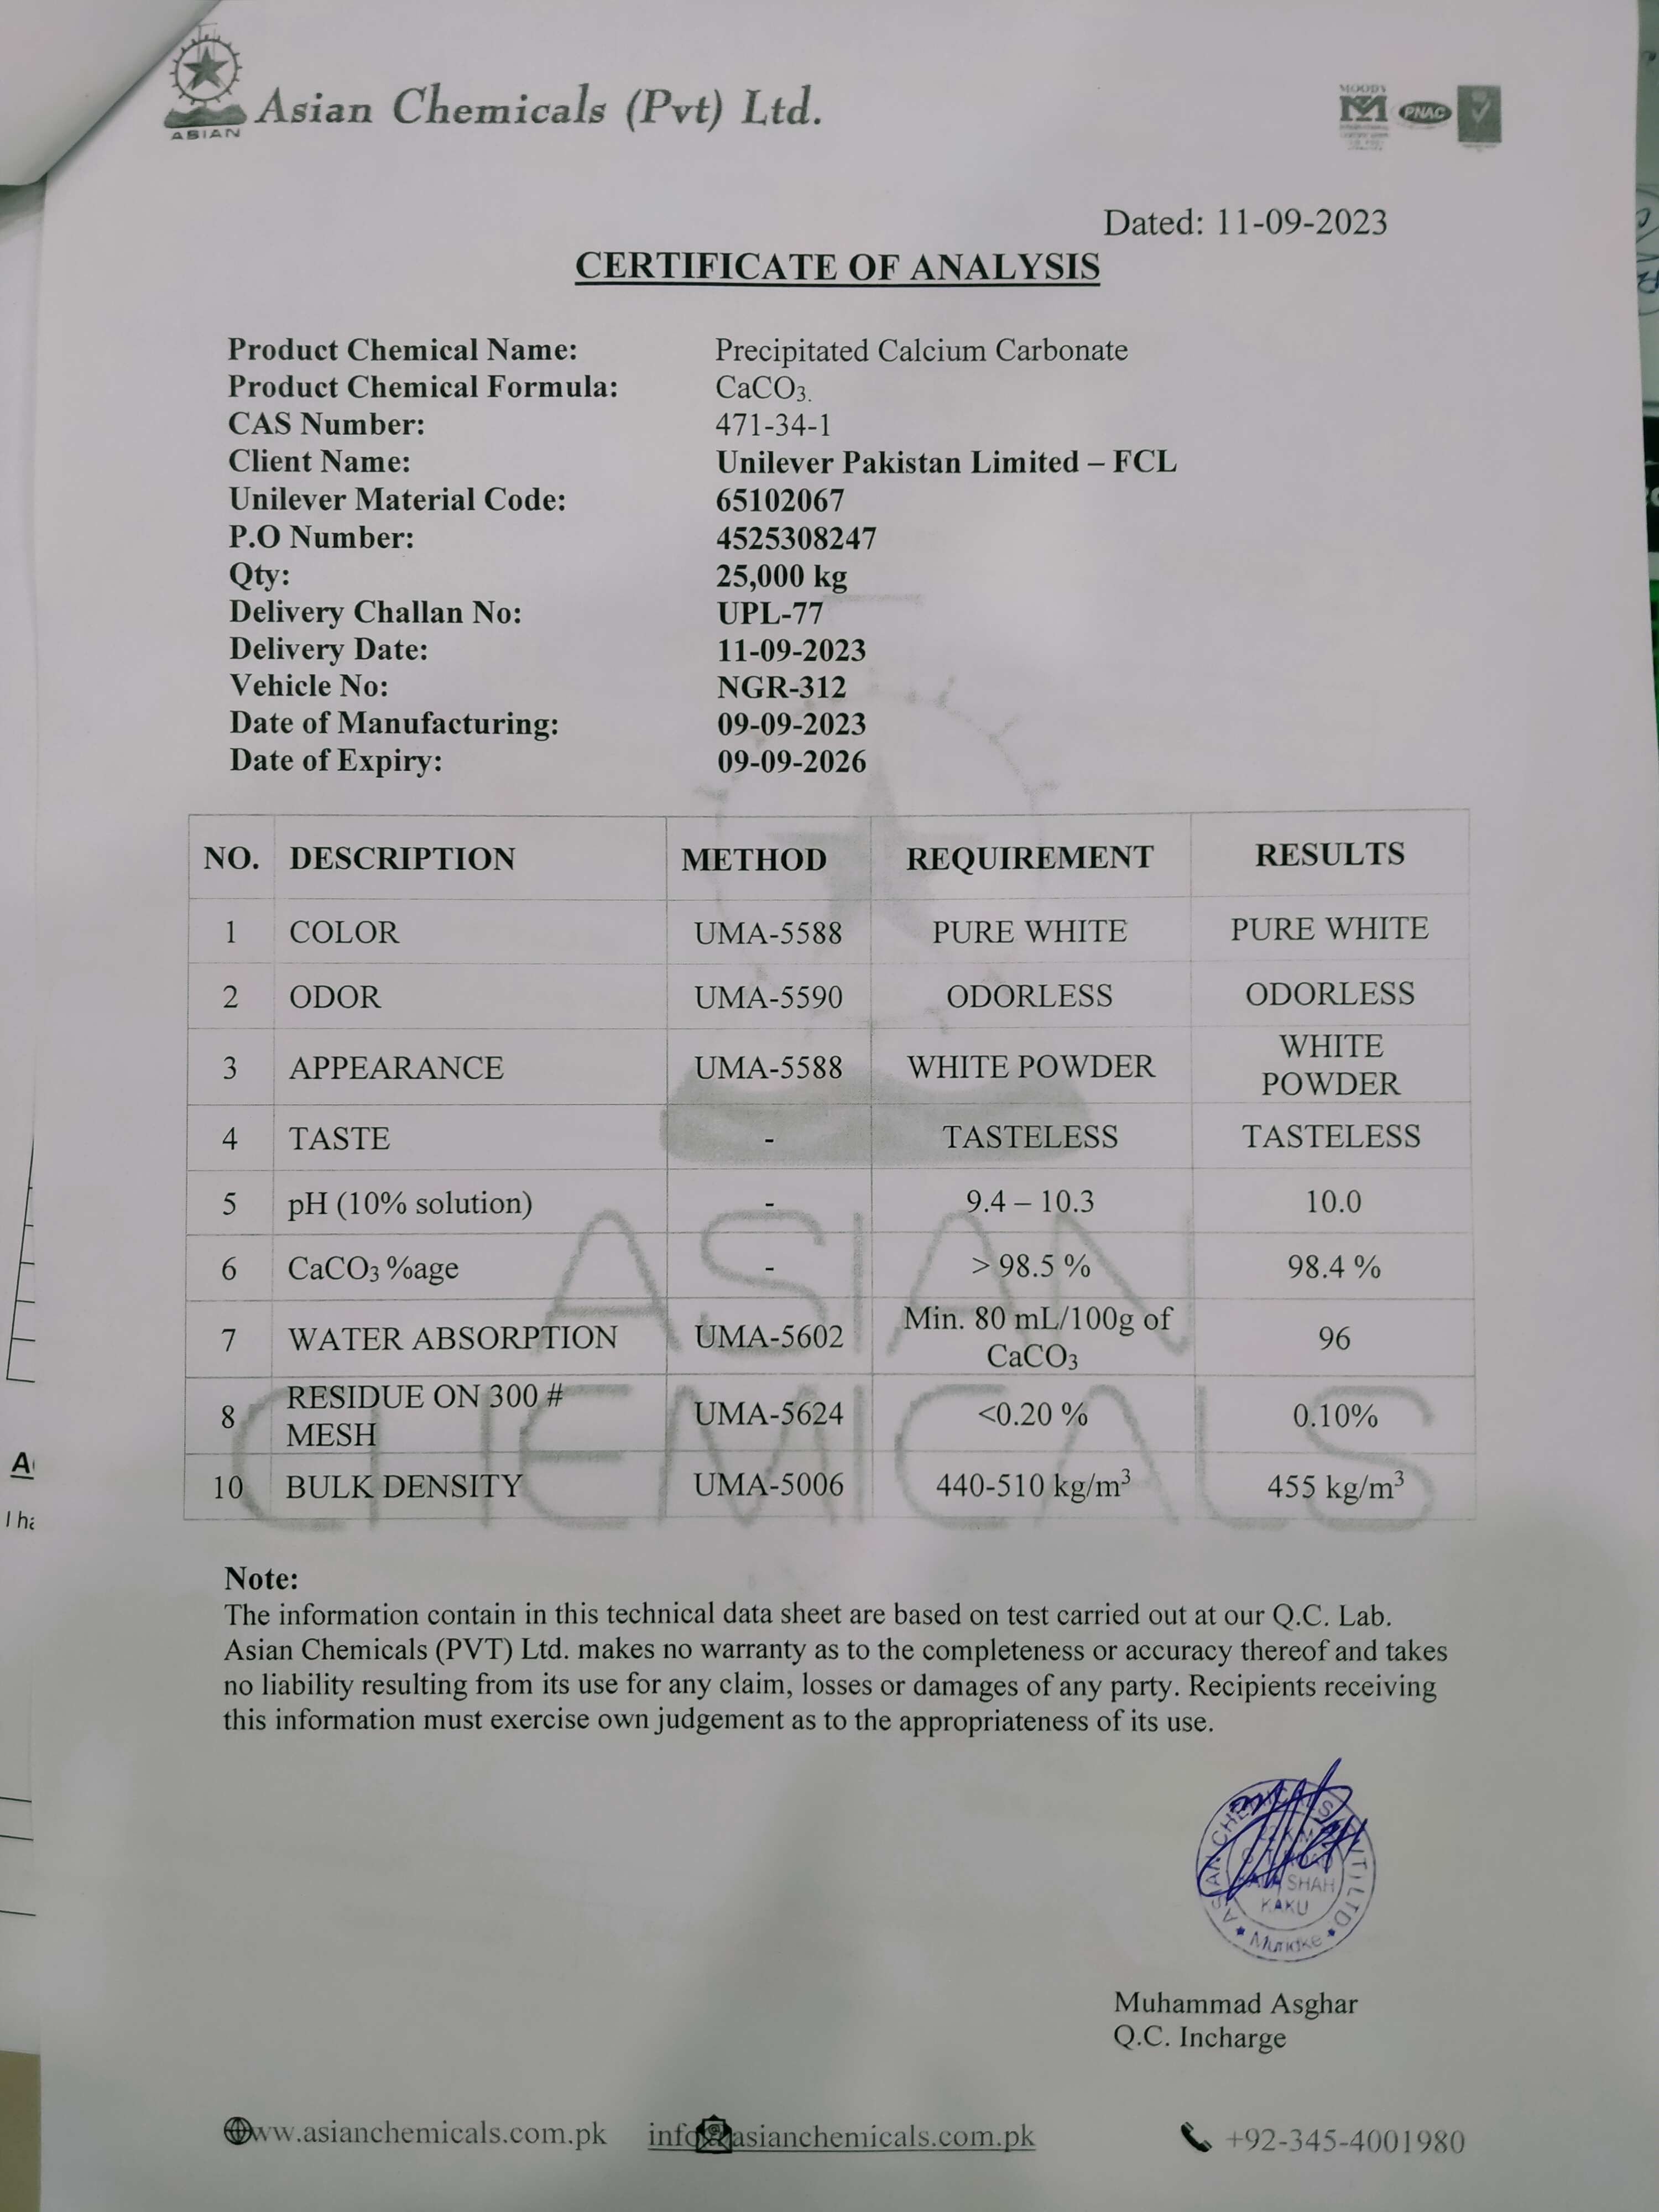 ASIAN
Asian Chemicals (Pvt) Ltd.
MOODY
PNAC
Dated: 11-09-2023
CERTIFICATE OF ANALYSIS
Product Chemical Name: Precipitated Calcium Carbonate
Product Chemical Formula: CaCO₃.
CAS Number: 471-34-1
Client Name: Unilever Pakistan Limited – FCL
Unilever Material Code: 65102067
P.O Number: 4525308247
Qty: 25,000 kg
Delivery Challan No: UPL-77
Delivery Date: 11-09-2023
Vehicle No: NGR-312
Date of Manufacturing: 09-09-2023
Date of Expiry: 09-09-2026
NO. DESCRIPTION METHOD REQUIREMENT RESULTS
1 COLOR UMA-5588 PURE WHITE PURE WHITE
2 ODOR UMA-5590 ODORLESS ODORLESS
3 APPEARANCE UMA-5588 WHITE POWDER WHITE POWDER
4 TASTE - TASTELESS TASTELESS
5 pH (10% solution) - 9.4 – 10.3 10.0
6 CaCO₃ %age - > 98.5 % 98.4 %
7 WATER ABSORPTION UMA-5602 Min. 80 mL/100g of CaCO₃ 96
8 RESIDUE ON 300 # MESH UMA-5624 <0.20 % 0.10%
10 BULK DENSITY UMA-5006 440-510 kg/m³ 455 kg/m³
ASIAN
CHEMICALS
Note:
The information contain in this technical data sheet are based on test carried out at our Q.C. Lab.
Asian Chemicals (PVT) Ltd. makes no warranty as to the completeness or accuracy thereof and takes
no liability resulting from its use for any claim, losses or damages of any party. Recipients receiving
this information must exercise own judgement as to the appropriateness of its use.
ASIAN CHEMICALS (PVT) LTD.
SHAH
KAKU
Muridke
Muhammad Asghar
Q.C. Incharge
www.asianchemicals.com.pk info@asianchemicals.com.pk +92-345-4001980